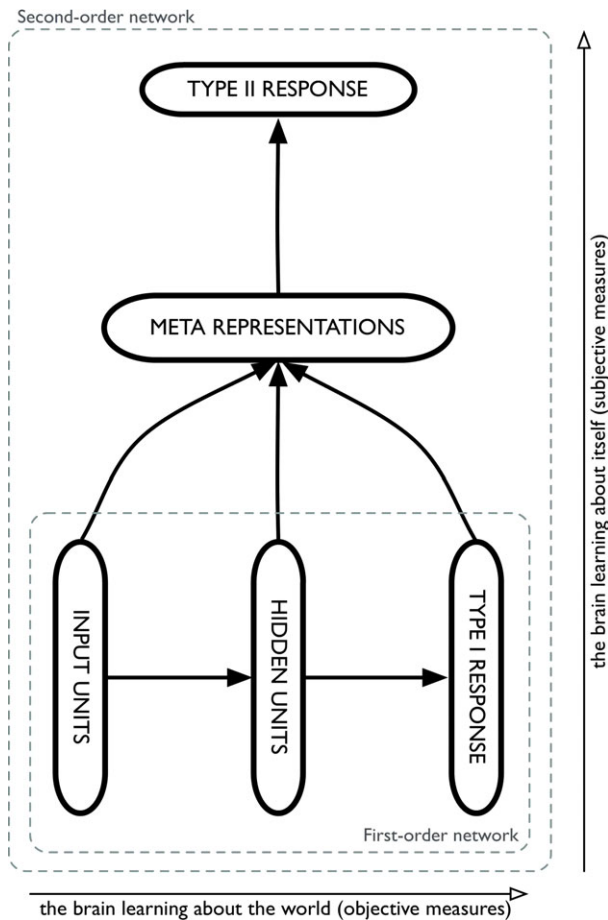 Second-order network
TYPE II RESPONSE
META REPRESENTATIONS
INPUT UNITS
HIDDEN UNITS
TYPE I RESPONSE
First-order network
the brain learning about the world (objective measures)
the brain learning about itself (subjective measures)